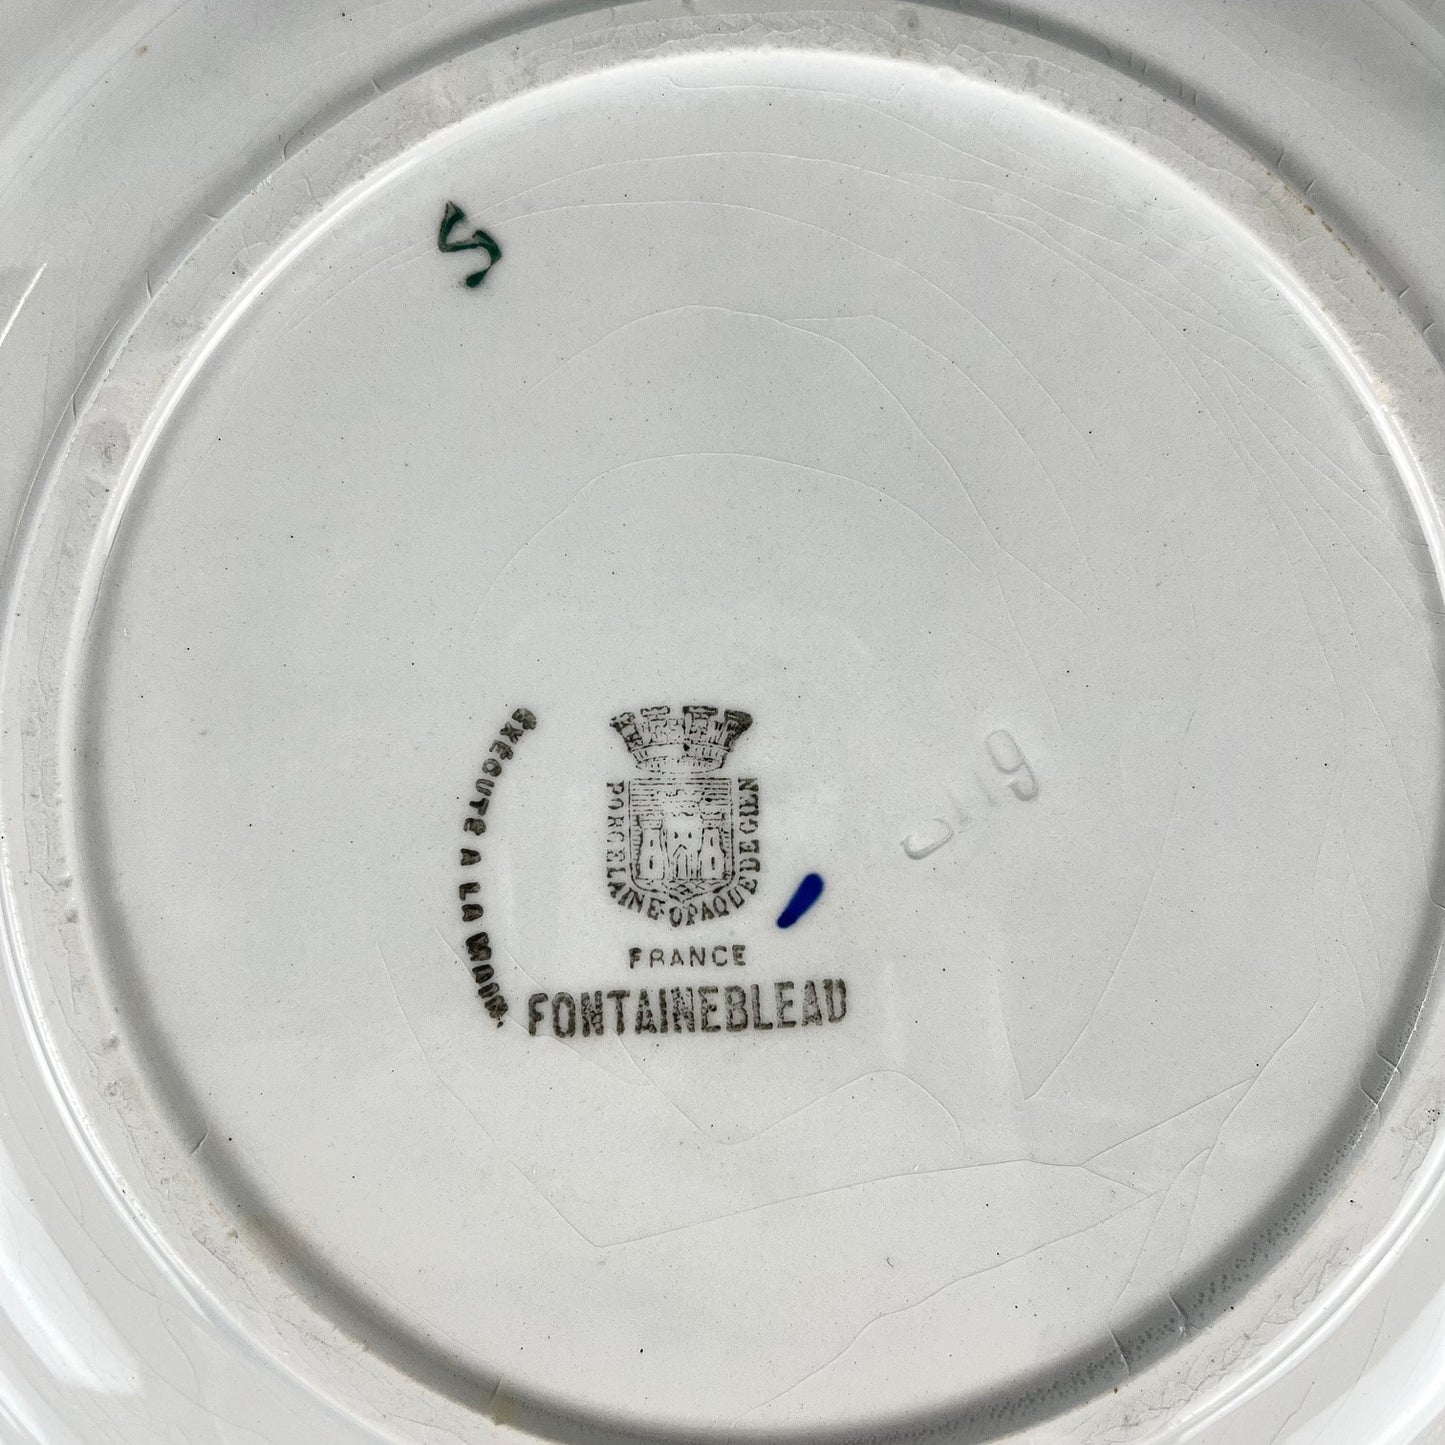 EXÉCUTÉ A LA MAIN.
PORCELAINE·OPAQUE DE GIEN
FRANCE
FONTAINEBLEAU